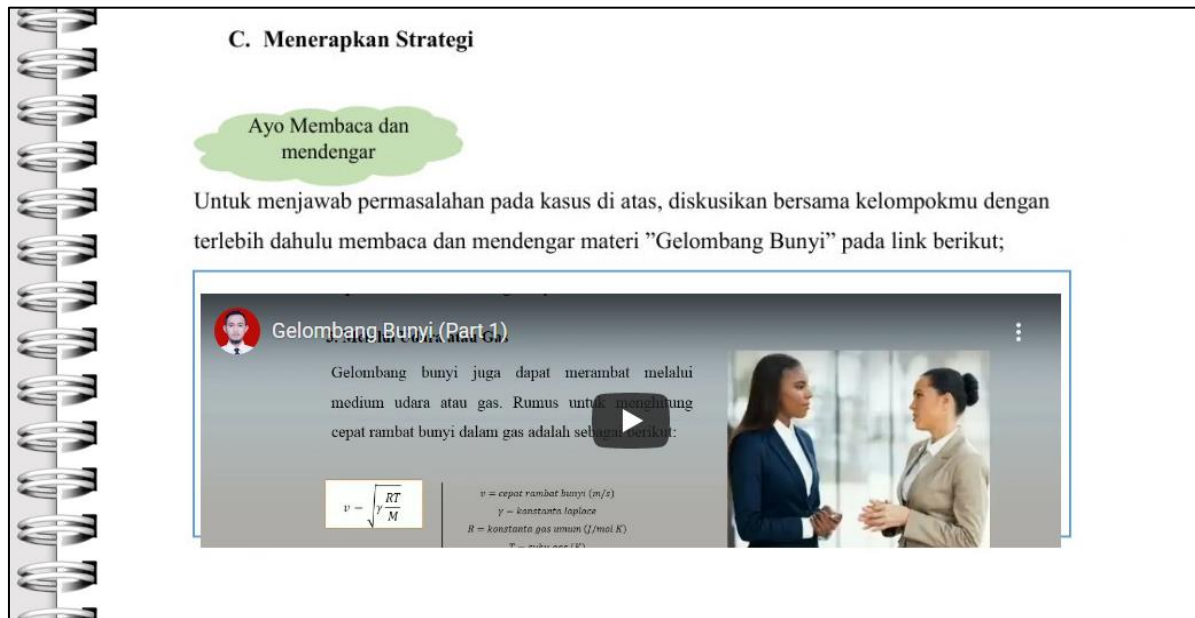 C. Menerapkan Strategi
Ayo Membaca dan
mendengar
Untuk menjawab permasalahan pada kasus di atas, diskusikan bersama kelompokmu dengan
terlebih dahulu membaca dan mendengar materi ”Gelombang Bunyi” pada link berikut;
Gelombang Bunyi (Part 1)
Gelombang bunyi juga dapat merambat melalui
medium udara atau gas. Rumus untuk menghitung
cepat rambat bunyi dalam gas adalah sebagai berikut:
v = √γ RT/M
v = cepat rambat bunyi (m/s)
γ = konstanta laplace
R = konstanta gas umum (J/mol K)
T = suhu gas (K)